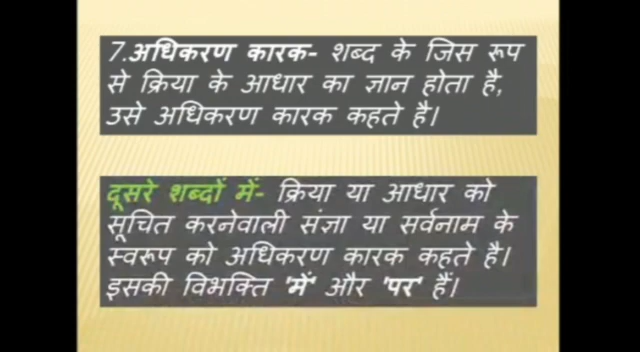 7.अधिकरण कारक- शब्द के जिस रूप
से क्रिया के आधार का ज्ञान होता है,
उसे अधिकरण कारक कहते है।
दूसरे शब्दों में- क्रिया या आधार को
सूचित करनेवाली संज्ञा या सर्वनाम के
स्वरूप को अधिकरण कारक कहते है।
इसकी विभक्ति 'में' और 'पर' हैं।